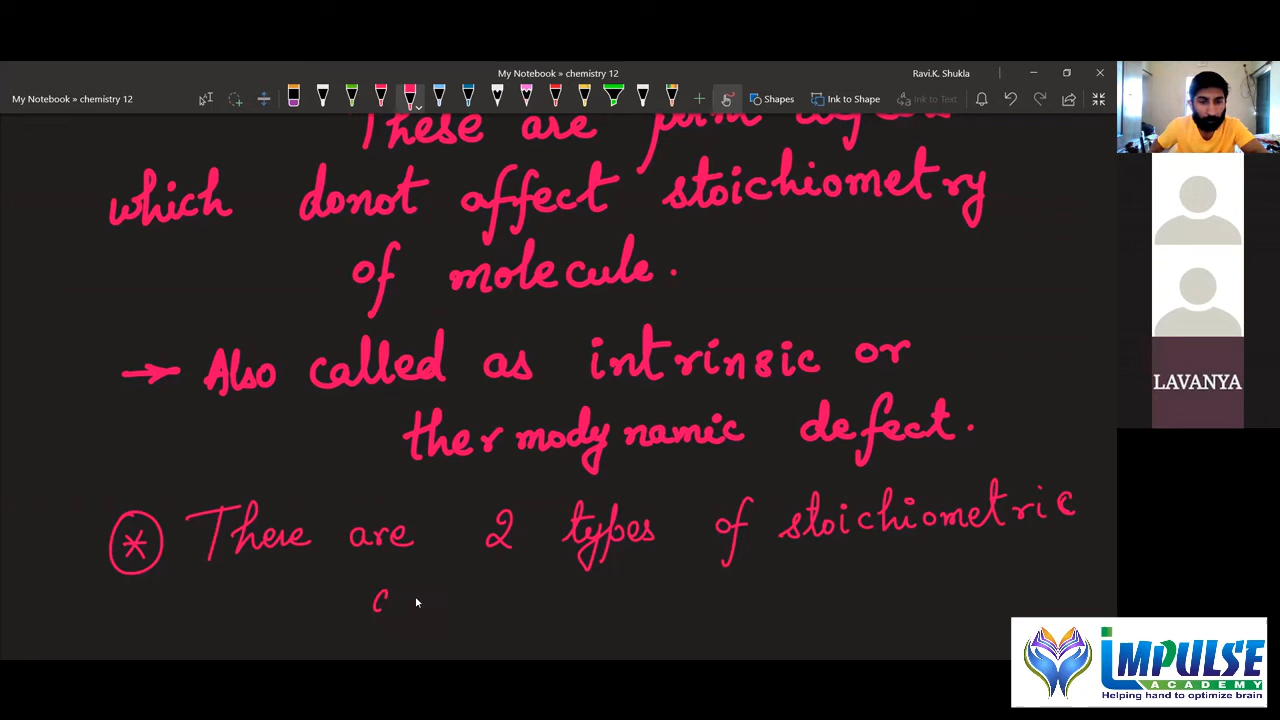 My Notebook » chemistry 12
Ravi.K. Shukla
My Notebook » chemistry 12
Shapes
Ink to Shape
Ink to Text
These are
which donot affect stoichiometry
of molecule.
→ Also called as intrinsic or
thermodynamic defect.
* There are 2 types of stoichiometric
LAVANYA
iMPULSE
ACADEMY
Helping hand to optimize brain